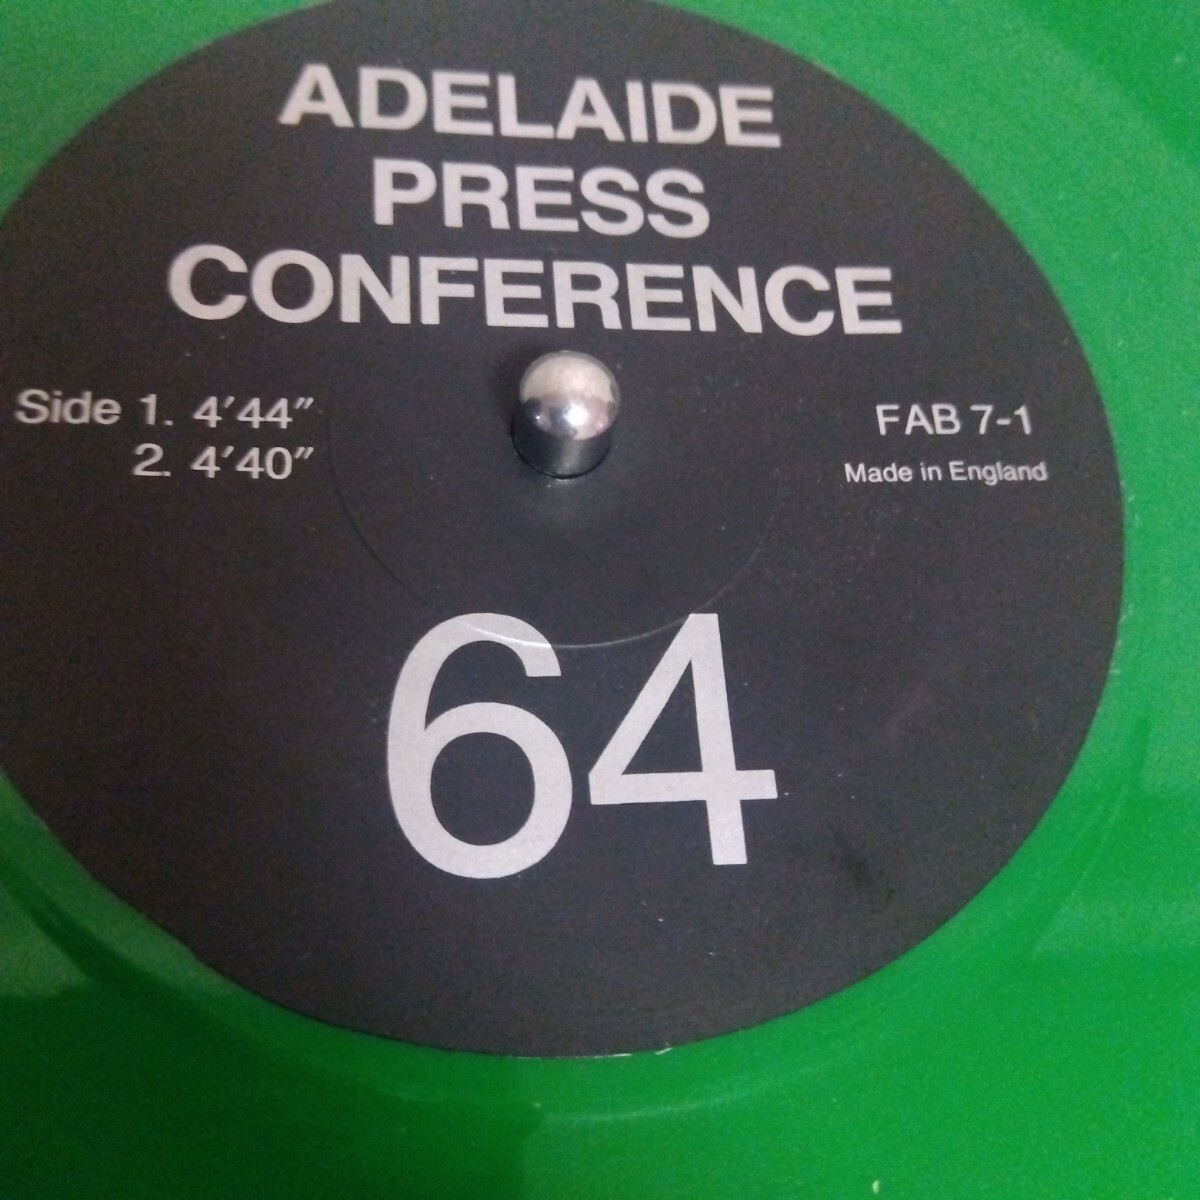 ADELAIDE
PRESS
CONFERENCE
Side 1. 4'44"
2. 4'40"
FAB 7-1
Made in England
64